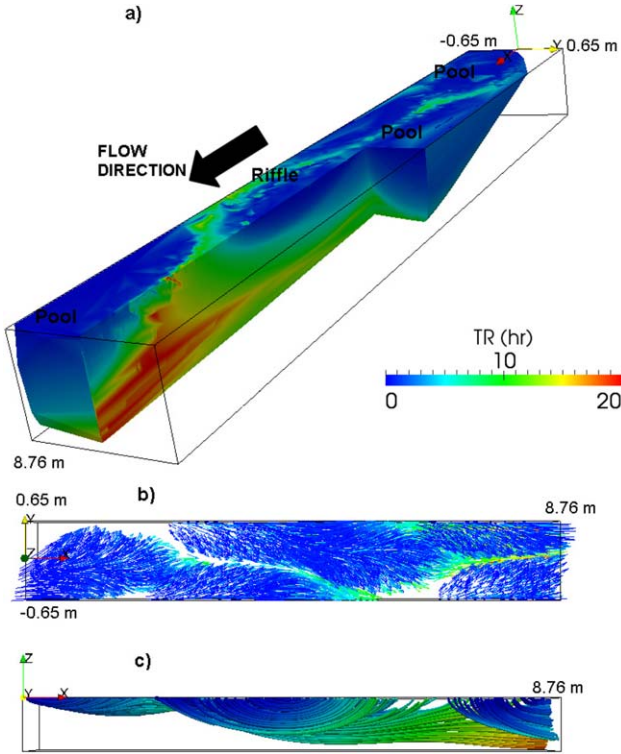 a)
Z
-0.65 m
Y
0.65 m
X
Pool
Pool
FLOW
DIRECTION
Riffle
Pool
TR (hr)
10
0
20
8.76 m
0.65 m
b)
8.76 m
Y
Z
X
-0.65 m
c)
Z
Y
X
8.76 m